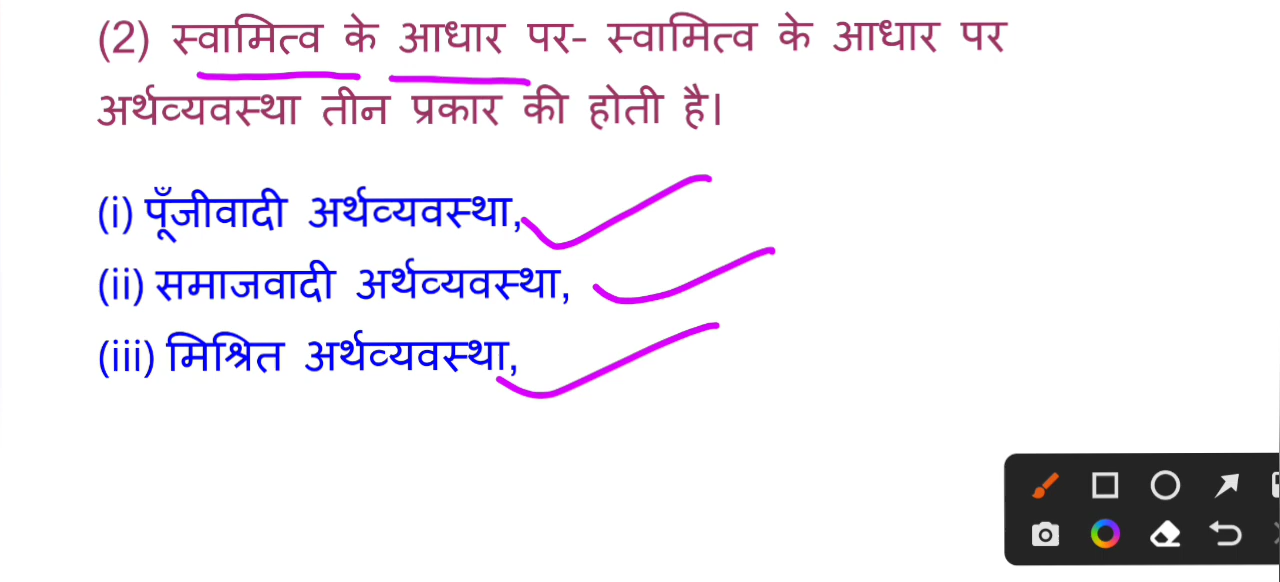 (2) स्वामित्व के आधार पर- स्वामित्व के आधार पर
अर्थव्यवस्था तीन प्रकार की होती है।
(i) पूँजीवादी अर्थव्यवस्था,
(ii) समाजवादी अर्थव्यवस्था,
(iii) मिश्रित अर्थव्यवस्था,